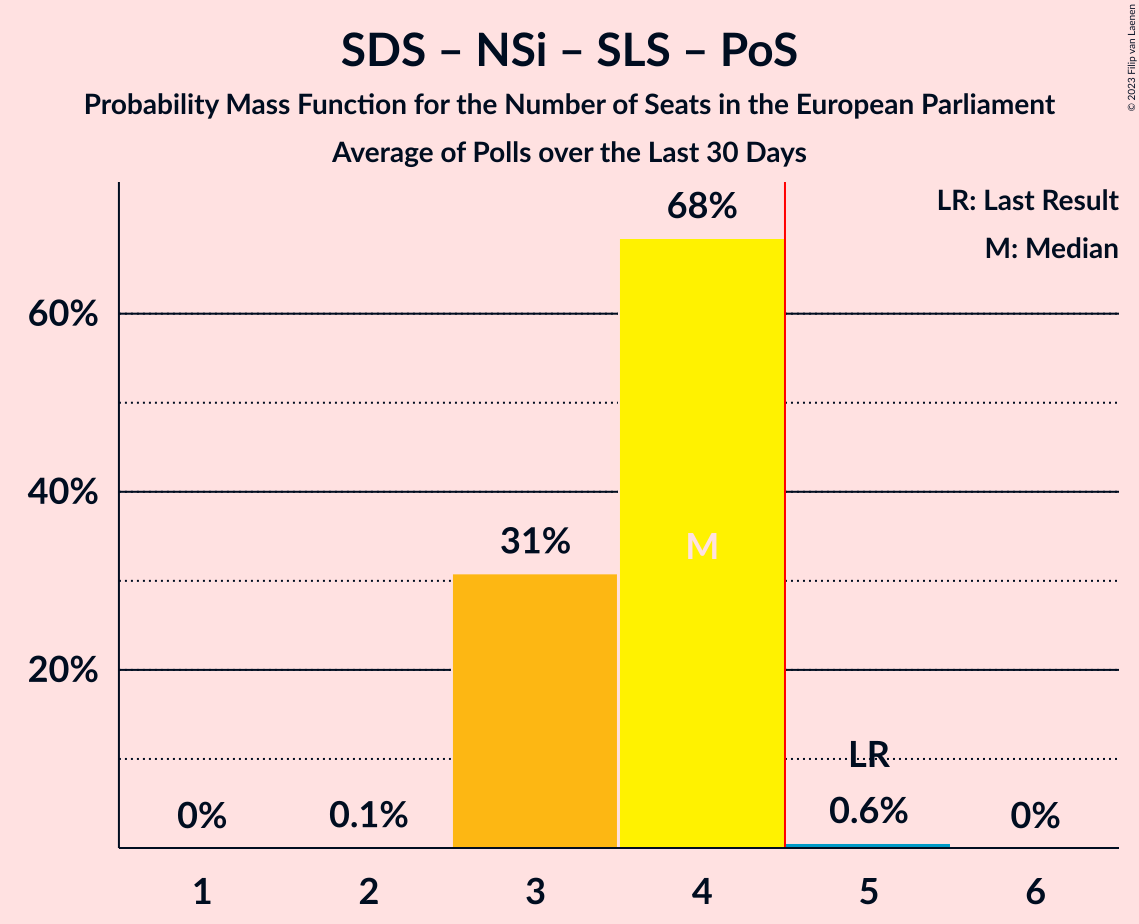 SDS – NSi – SLS – PoS
Probability Mass Function for the Number of Seats in the European Parliament
Average of Polls over the Last 30 Days
© 2023 Filip van Laenen
LR: Last Result
M: Median
68%
60%
40%
31%
M
20%
LR
0%
0.1%
0.6%
0%
1
2
3
4
5
6